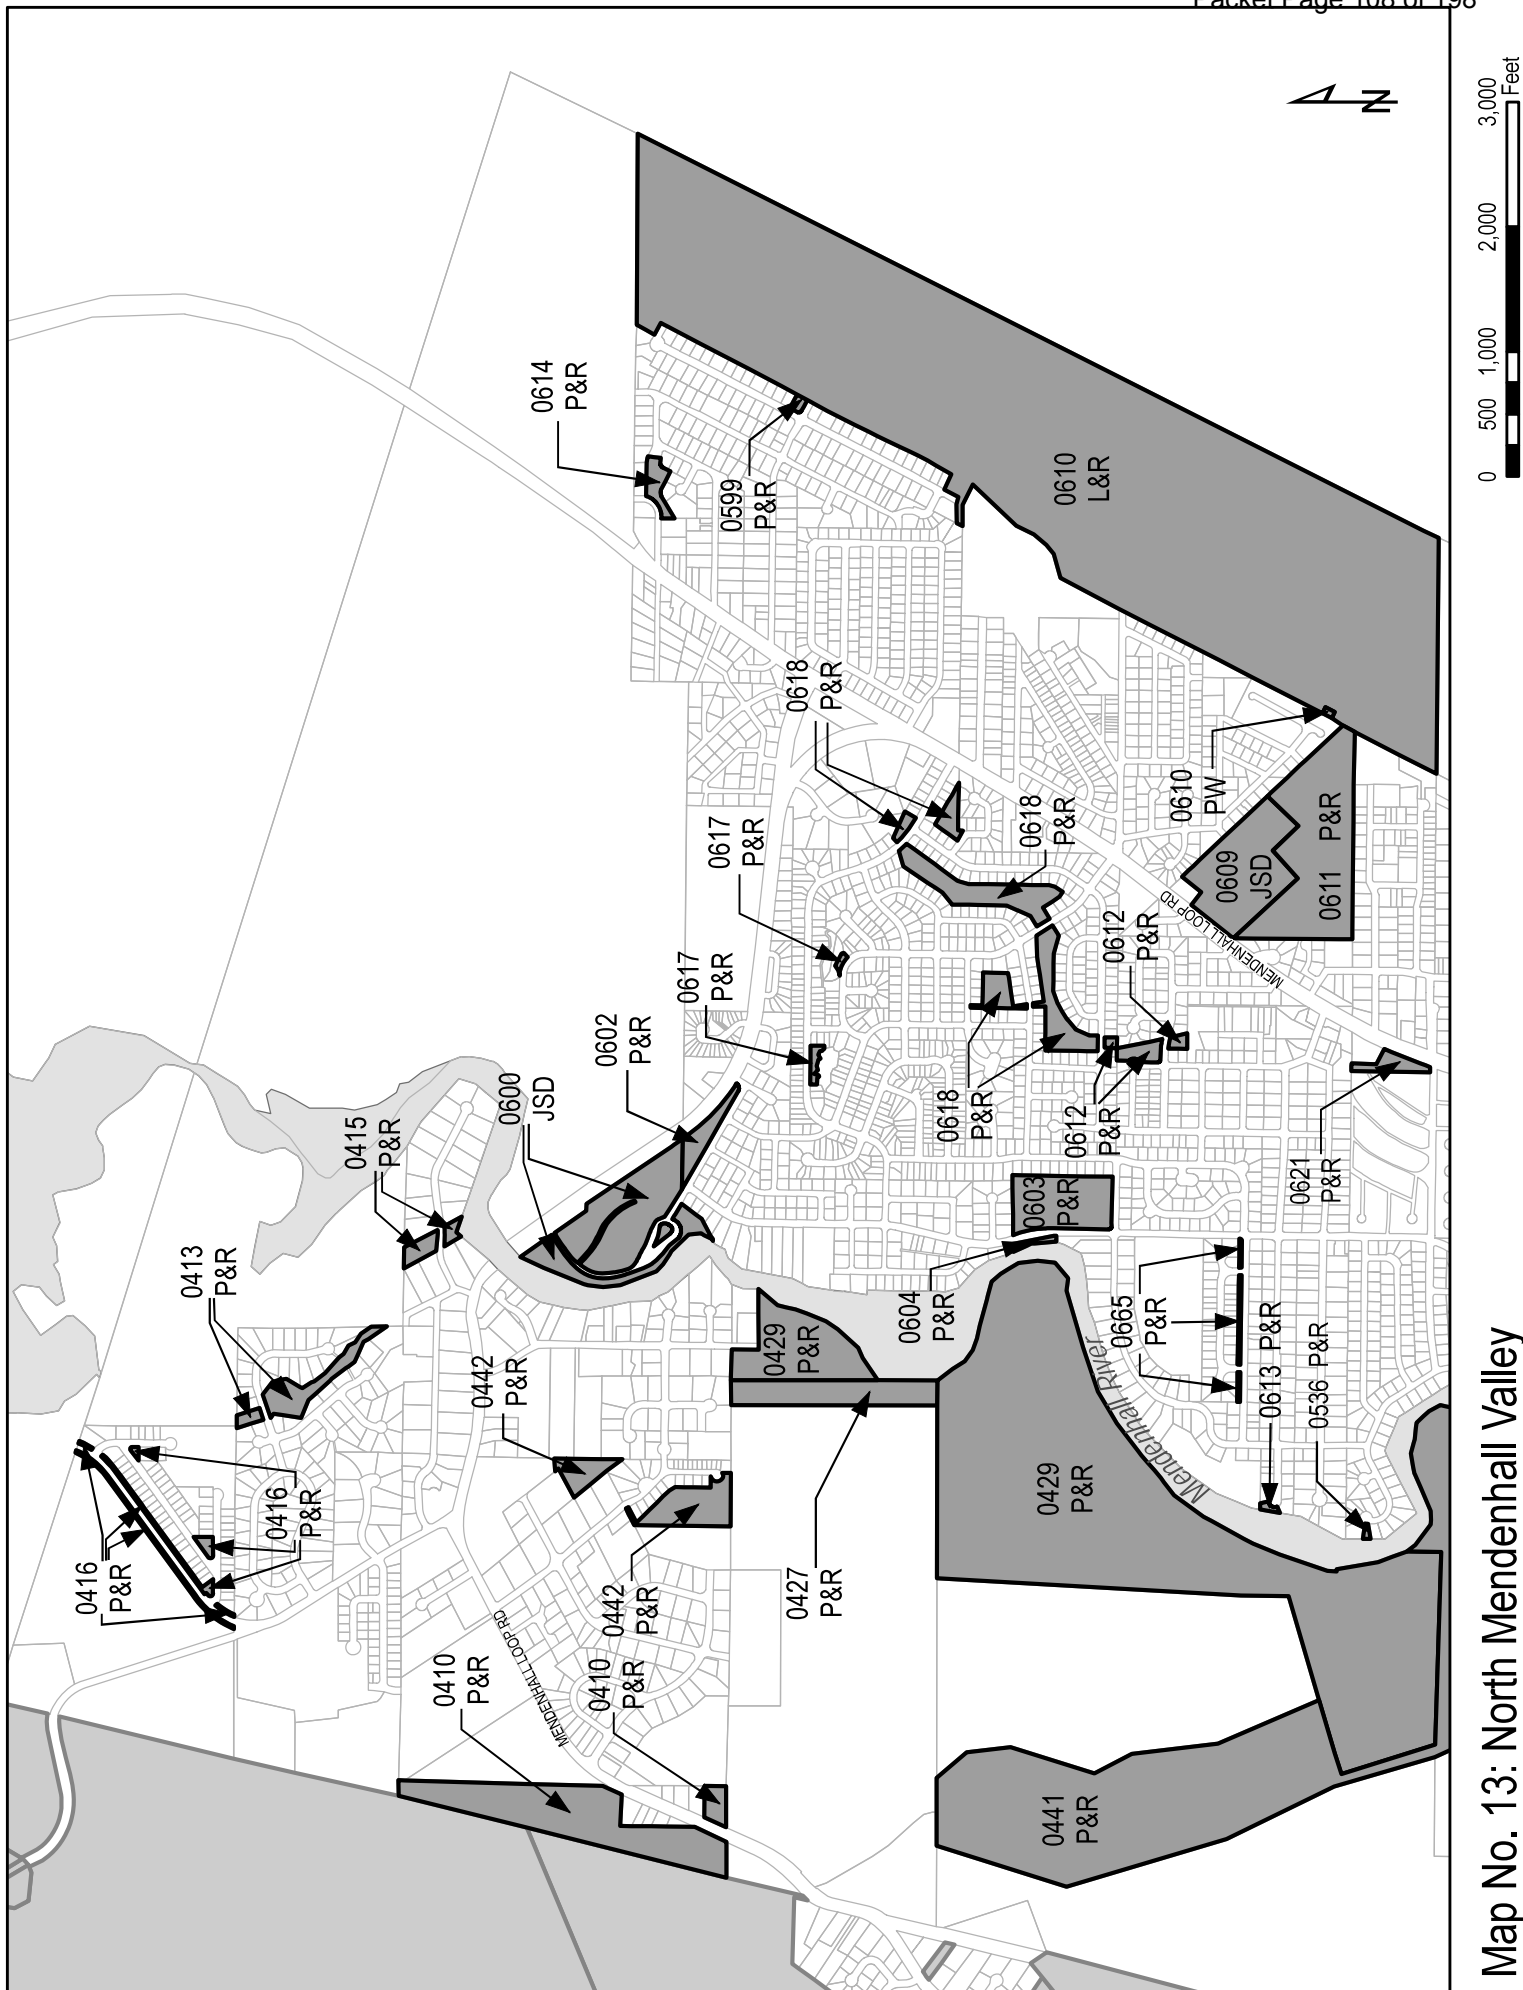 Packet Page 108 of 198
0416
P&R
0416
P&R
0413
P&R
0415
P&R
0410
P&R
MENDENHALL LOOP RD
0442
P&R
0600
JSD
0614
P&R
0410
P&R
0442
P&R
0602
P&R
0617
P&R
0617
P&R
0599
P&R
0427
P&R
0429
P&R
0618
P&R
0604
P&R
0618
P&R
0618
P&R
0441
P&R
0429
P&R
0603
P&R
0612
P&R
0612
P&R
0610
L&R
Mendenhall River
0665
P&R
MENDENHALL LOOP RD
0610
PW
0609
JSD
0613 P&R
0536 P&R
0621
P&R
0611 P&R
N
Map No. 13: North Mendenhall Valley
0 500 1,000 2,000 3,000
Feet